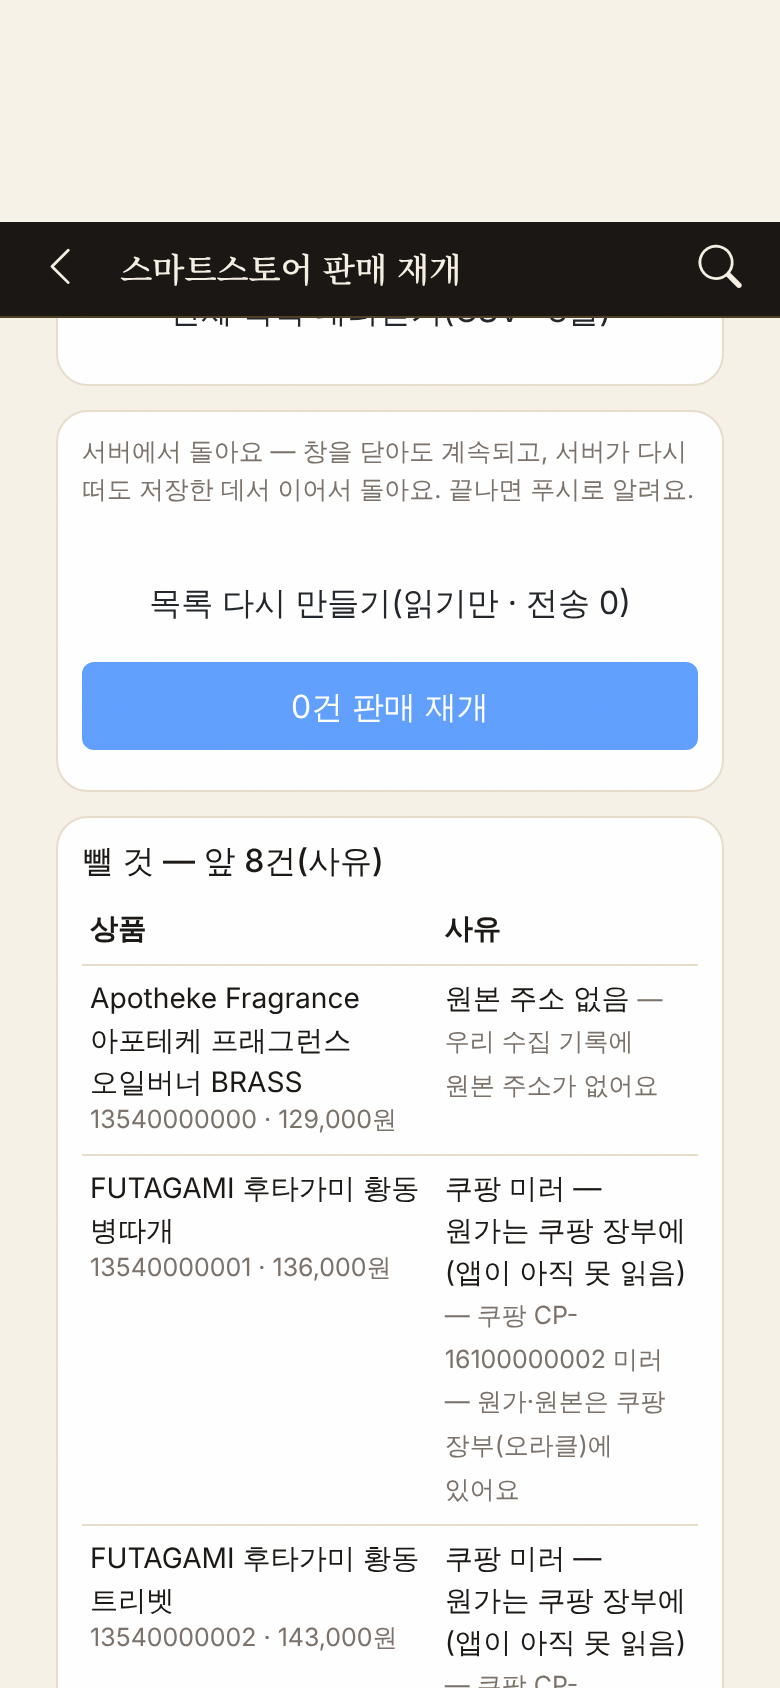 스마트스토어 판매 재개
서버에서 돌아요 — 창을 닫아도 계속되고, 서버가 다시
떠도 저장한 데서 이어서 돌아요. 끝나면 푸시로 알려요.
목록 다시 만들기(읽기만 · 전송 0)
0건 판매 재개
뺄 것 — 앞 8건(사유)
상품 사유
Apotheke Fragrance
아포테케 프래그런스
오일버너 BRASS
13540000000 · 129,000원
원본 주소 없음 —
우리 수집 기록에
원본 주소가 없어요
FUTAGAMI 후타가미 황동
병따개
13540000001 · 136,000원
쿠팡 미러 —
원가는 쿠팡 장부에
(앱이 아직 못 읽음)
— 쿠팡 CP-
16100000002 미러
— 원가·원본은 쿠팡
장부(오라클)에
있어요
FUTAGAMI 후타가미 황동
트리벳
13540000002 · 143,000원
쿠팡 미러 —
원가는 쿠팡 장부에
(앱이 아직 못 읽음)
— 쿠팡 CP-